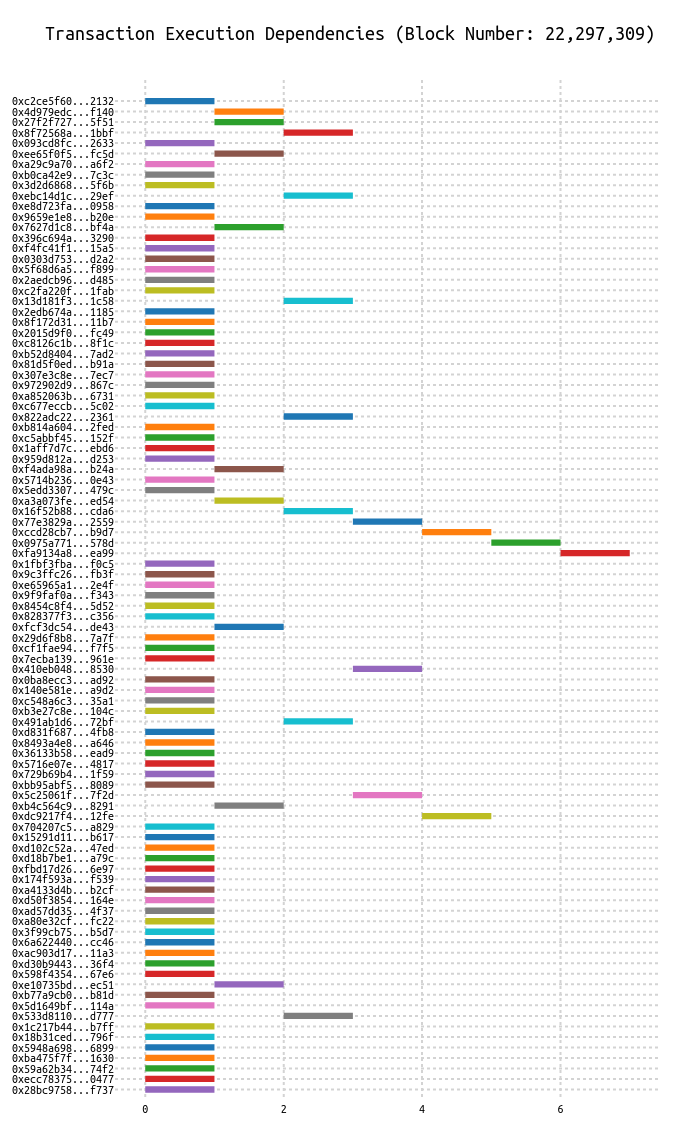 Transaction Execution Dependencies (Block Number: 22,297,309)
0xc2ce5f60...2132
0x4d979edc...f140
0x27f2f727...5f51
0x8f72568a...1bbf
0x093cd8fc...2633
0xee65f0f5...fc5d
0xa29c9a70...a6f2
0xb0ca42e9...7c3c
0x3d2d6868...5f6b
0xebc14d1c...29ef
0xe8d723fa...0958
0x9659e1e8...b20e
0x7627d1c8...bf4a
0x396c694a...3290
0xf4fc41f1...15a5
0x0303d753...d2a2
0x5f68d6a5...f899
0x2aedcb96...d485
0xc2fa220f...1fab
0x13d181f3...1c58
0x2edb674a...1185
0x8f172d31...11b7
0x2015d9f0...fc49
0xc8126c1b...8f1c
0xb52d8404...7ad2
0x81d5f0ed...b91a
0x307e3c8e...7ec7
0x972902d9...867c
0xa852063b...6731
0xc677eccb...5c02
0x822adc22...2361
0xb814a604...2fed
0xc5abbf45...152f
0x1aff7d7c...ebd6
0x959d812a...d253
0xf4ada98a...b24a
0x5714b236...0e43
0x5edd3307...479c
0xa3a073fe...ed54
0x16f52b88...cda6
0x77e3829a...2559
0xccd28cb7...b9d7
0x0975a771...578d
0xfa9134a8...ea99
0x1fbf3fba...f0c5
0x9c3ffc26...fb3f
0xe65965a1...2e4f
0x9f9faf0a...f343
0x8454c8f4...5d52
0x828377f3...c356
0xfcf3dc54...de43
0x29d6f8b8...7a7f
0xcf1fae94...f7f5
0x7ecba139...961e
0x410eb048...8530
0x0ba8ecc3...ad92
0x140e581e...a9d2
0xc548a6c3...35a1
0xb3e27c8e...104c
0x491ab1d6...72bf
0xd831f687...4fb8
0x8493a4e8...a646
0x36133b58...ead9
0x5716e07e...4817
0x729b69b4...1f59
0xbb95abf5...8089
0x5c25061f...7f2d
0xb4c564c9...8291
0xdc9217f4...12fe
0x704207c5...a829
0x15291d11...b617
0xd102c52a...47ed
0xd18b7be1...a79c
0xfbd17d26...6e97
0x174f593a...f539
0xa4133d4b...b2cf
0xd50f3854...164e
0xad57dd35...4f37
0xa80e32cf...fc22
0x3f99cb75...b5d7
0x6a622440...cc46
0xac903d17...11a3
0xd30b9443...36f4
0x598f4354...67e6
0xe10735bd...ec51
0xb77a9cb0...b81d
0x5d1649bf...114a
0x533d8110...d777
0x1c217b44...b7ff
0x18b31ced...796f
0x5948a698...6899
0xba475f7f...1630
0x59a62b34...74f2
0xecc78375...0477
0x28bc9758...f737
0 2 4 6